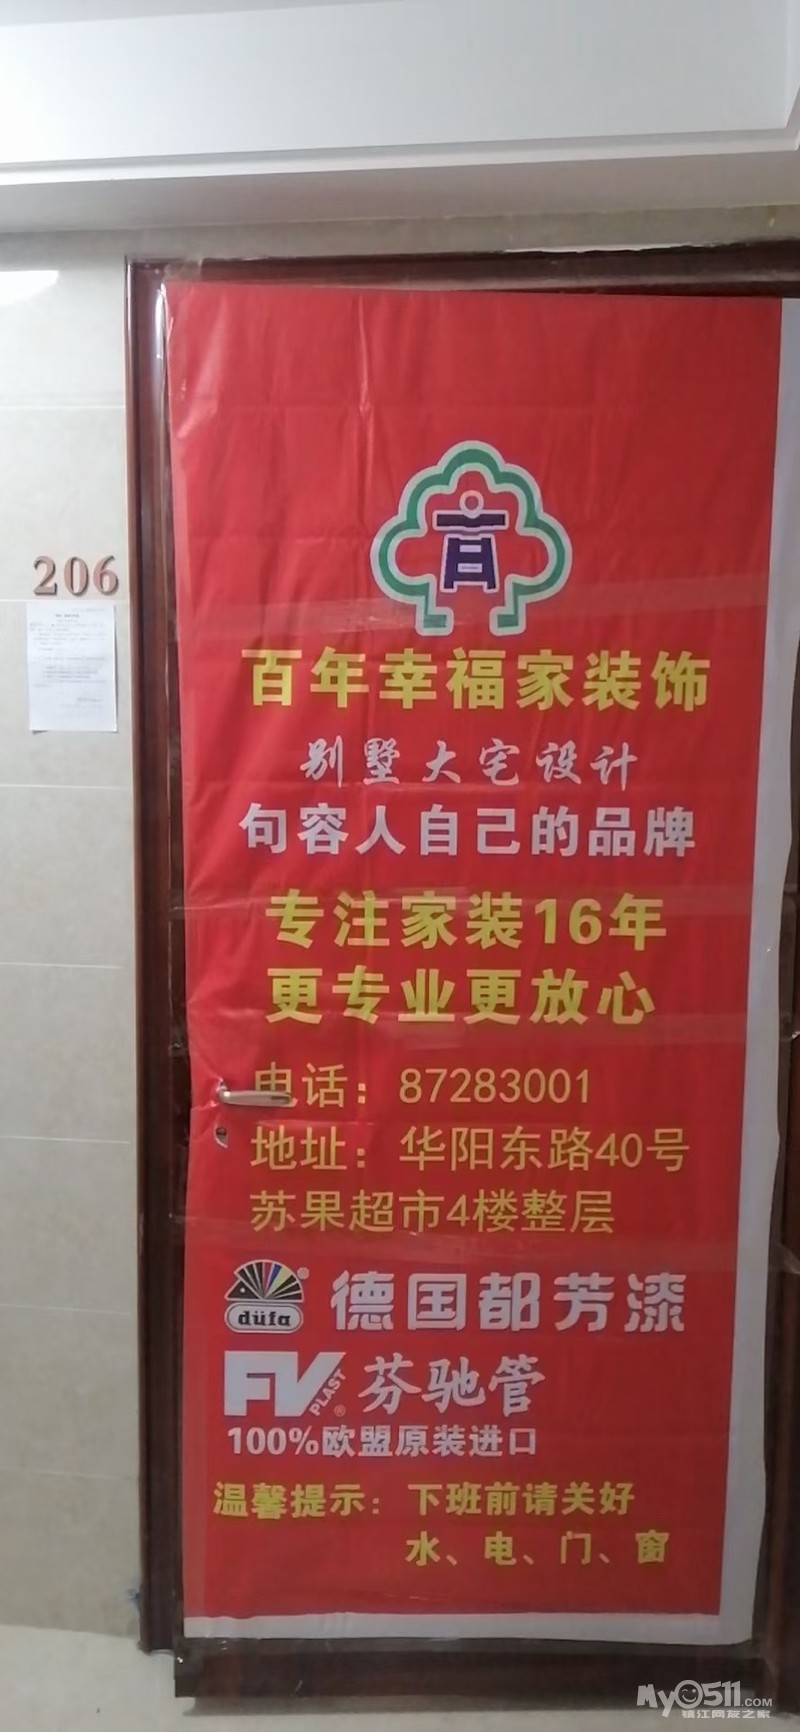 206
百年幸福家装饰
别墅大宅设计
句容人自己的品牌
专注家装16年
更专业更放心
电话：87283001
地址：华阳东路40号
苏果超市4楼整层
düfa 德国都芳漆
FV PLAST® 芬驰管
100%欧盟原装进口
温馨提示：下班前请关好
水、电、门、窗
My0511.com
镇江网友之家